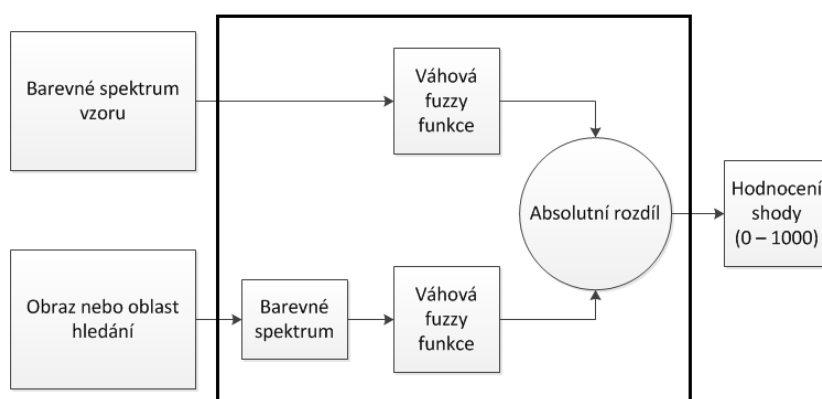 Barevné spektrum
vzoru
Váhová
fuzzy
funkce
Absolutní rozdíl
Hodnocení
shody
(0 – 1000)
Obraz nebo oblast
hledání
Barevné
spektrum
Váhová
fuzzy
funkce